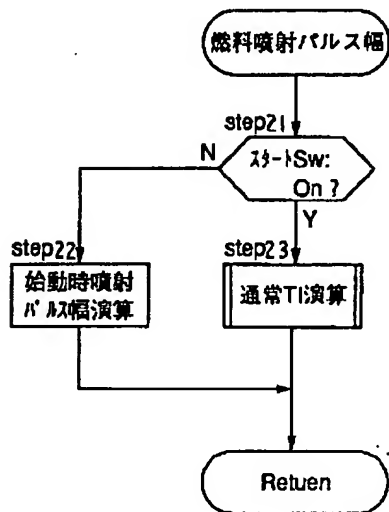 燃料噴射パルス幅
step21
スタートSw:
On ?
N
Y
step22
始動時噴射
パルス幅演算
step23
通常TI演算
Retuen